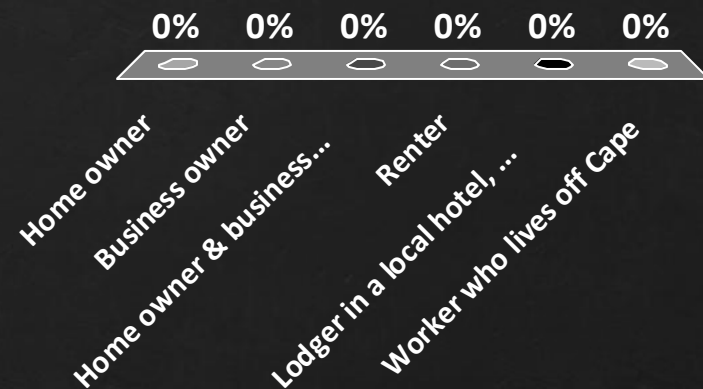 0% 0% 0% 0% 0% 0%
Home owner
Business owner
Home owner & business...
Renter
Lodger in a local hotel, ...
Worker who lives off Cape